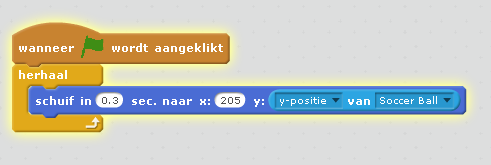 wanneer wordt aangeklikt
herhaal
schuif in 0.3 sec. naar x: 205 y: y-positie van Soccer Ball